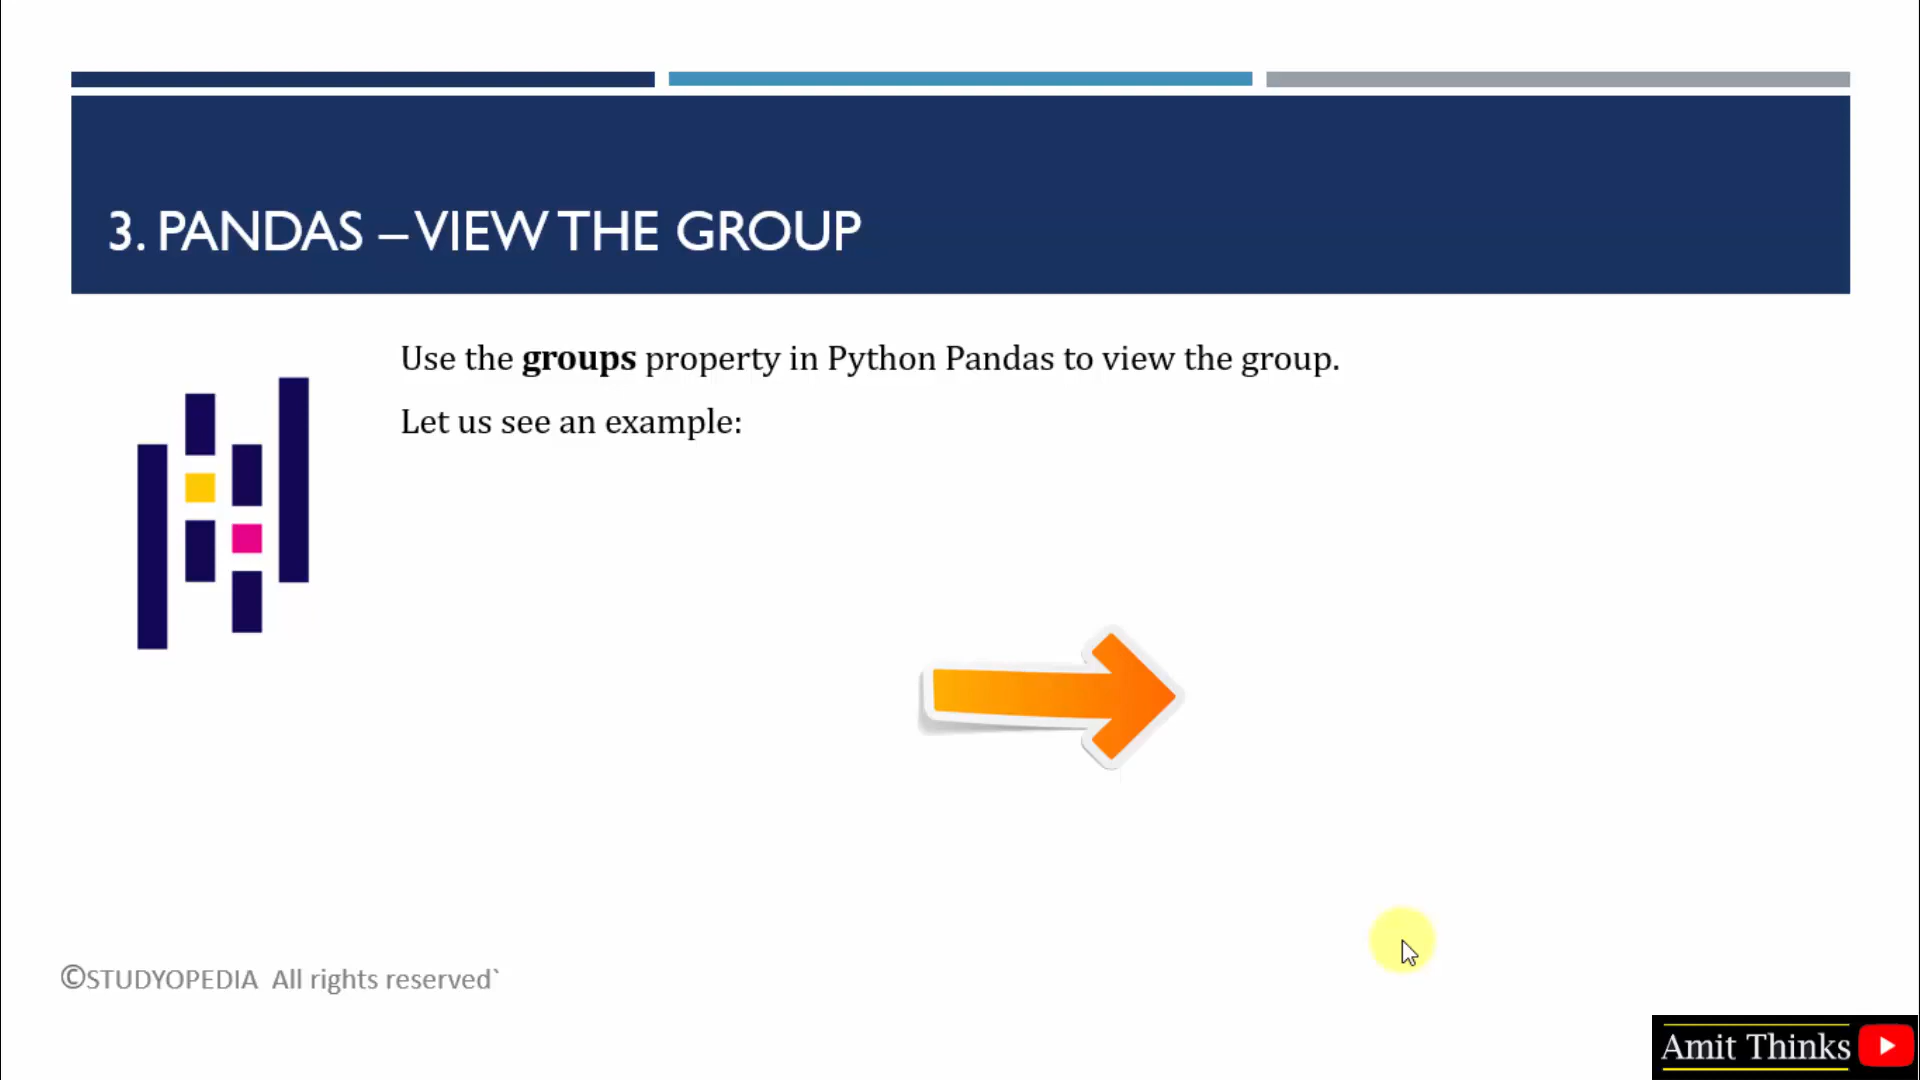 3. PANDAS – VIEW THE GROUP
Use the groups property in Python Pandas to view the group.
Let us see an example:
©STUDYOPEDIA All rights reserved`
Amit Thinks